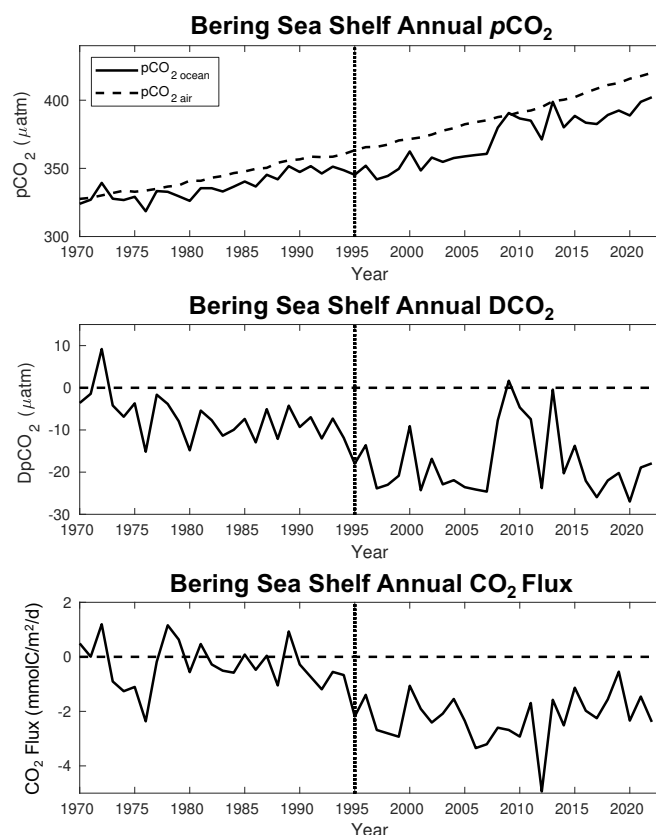 Bering Sea Shelf Annual pCO₂
pCO₂ ocean
pCO₂ air
pCO₂ (μatm)
400
350
300
1970 1975 1980 1985 1990 1995 2000 2005 2010 2015 2020
Year
Bering Sea Shelf Annual DCO₂
DpCO₂ (μatm)
10
0
-10
-20
-30
1970 1975 1980 1985 1990 1995 2000 2005 2010 2015 2020
Year
Bering Sea Shelf Annual CO₂ Flux
CO₂ Flux (mmolC/m²/d)
2
0
-2
-4
1970 1975 1980 1985 1990 1995 2000 2005 2010 2015 2020
Year